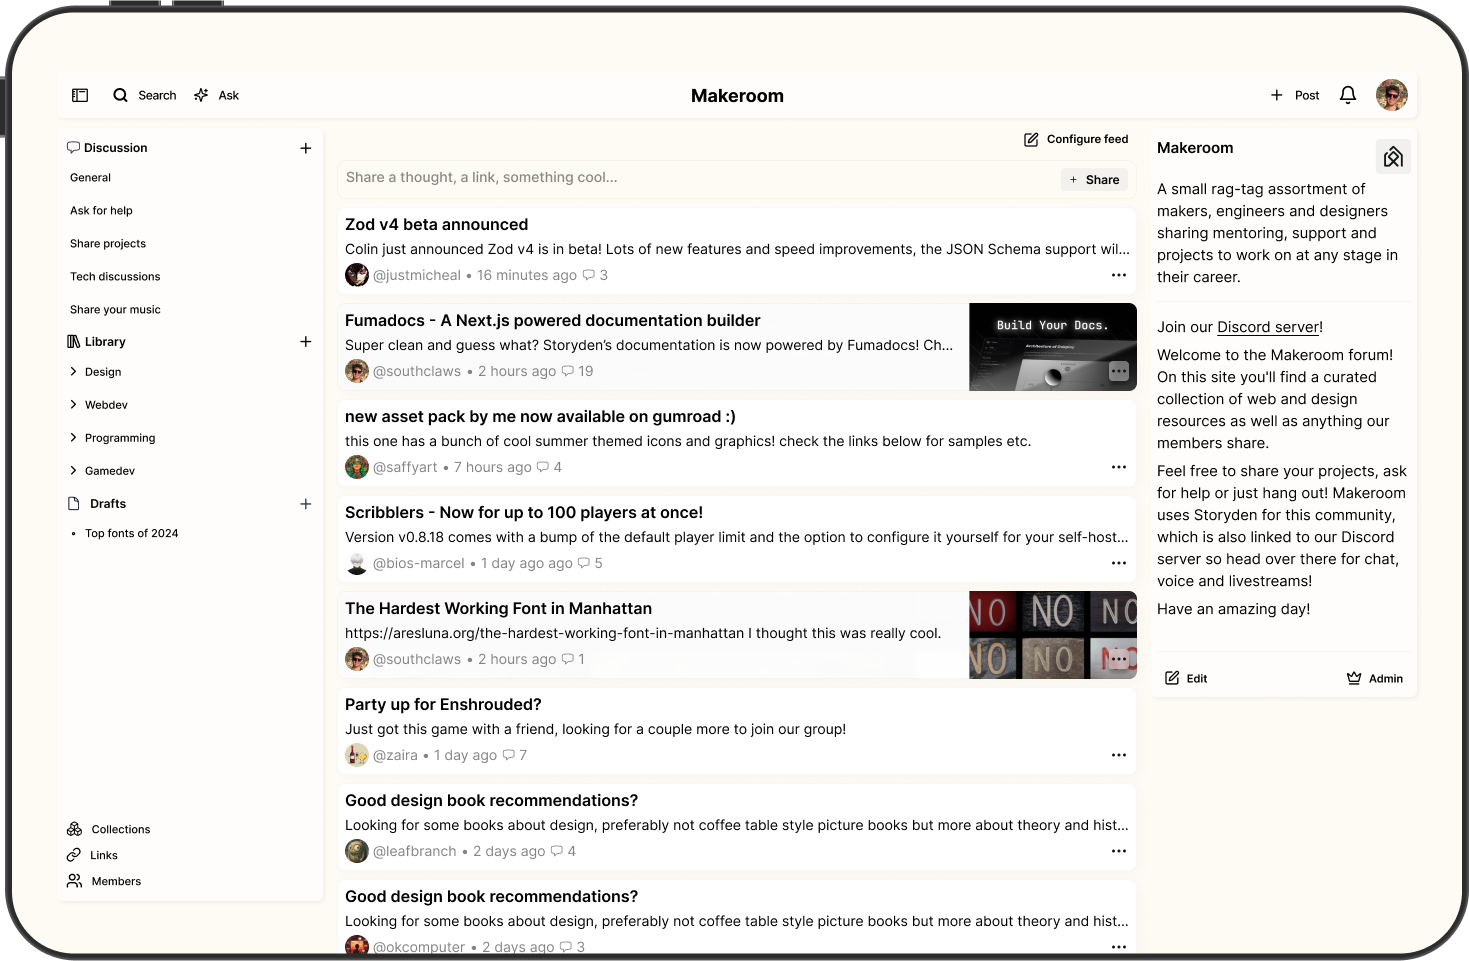 Search
Ask
Makeroom
Post
Discussion
General
Ask for help
Share projects
Tech discussions
Share your music
Library
Design
Webdev
Programming
Gamedev
Drafts
Top fonts of 2024
Collections
Links
Members
Configure feed
Share a thought, a link, something cool...
+ Share
Zod v4 beta announced
Colin just announced Zod v4 is in beta! Lots of new features and speed improvements, the JSON Schema support wil...
@justmicheal • 16 minutes ago 3
Fumadocs - A Next.js powered documentation builder
Super clean and guess what? Storyden’s documentation is now powered by Fumadocs! Ch...
@southclaws • 2 hours ago 19
Build Your Docs.
new asset pack by me now available on gumroad :)
this one has a bunch of cool summer themed icons and graphics! check the links below for samples etc.
@saffyart • 7 hours ago 4
Scribblers - Now for up to 100 players at once!
Version v0.8.18 comes with a bump of the default player limit and the option to configure it yourself for your self-host...
@bios-marcel • 1 day ago ago 5
The Hardest Working Font in Manhattan
https://aresluna.org/the-hardest-working-font-in-manhattan I thought this was really cool.
@southclaws • 2 hours ago 1
NO NO NO
NO NO NO
Party up for Enshrouded?
Just got this game with a friend, looking for a couple more to join our group!
@zaira • 1 day ago 7
Good design book recommendations?
Looking for some books about design, preferably not coffee table style picture books but more about theory and hist...
@leafbranch • 2 days ago 4
Good design book recommendations?
Looking for some books about design, preferably not coffee table style picture books but more about theory and hist...
@okcomputer • 2 days ago 3
Makeroom
A small rag-tag assortment of
makers, engineers and designers
sharing mentoring, support and
projects to work on at any stage in
their career.
Join our Discord server!
Welcome to the Makeroom forum!
On this site you'll find a curated
collection of web and design
resources as well as anything our
members share.
Feel free to share your projects, ask
for help or just hang out! Makeroom
uses Storyden for this community,
which is also linked to our Discord
server so head over there for chat,
voice and livestreams!
Have an amazing day!
Edit
Admin